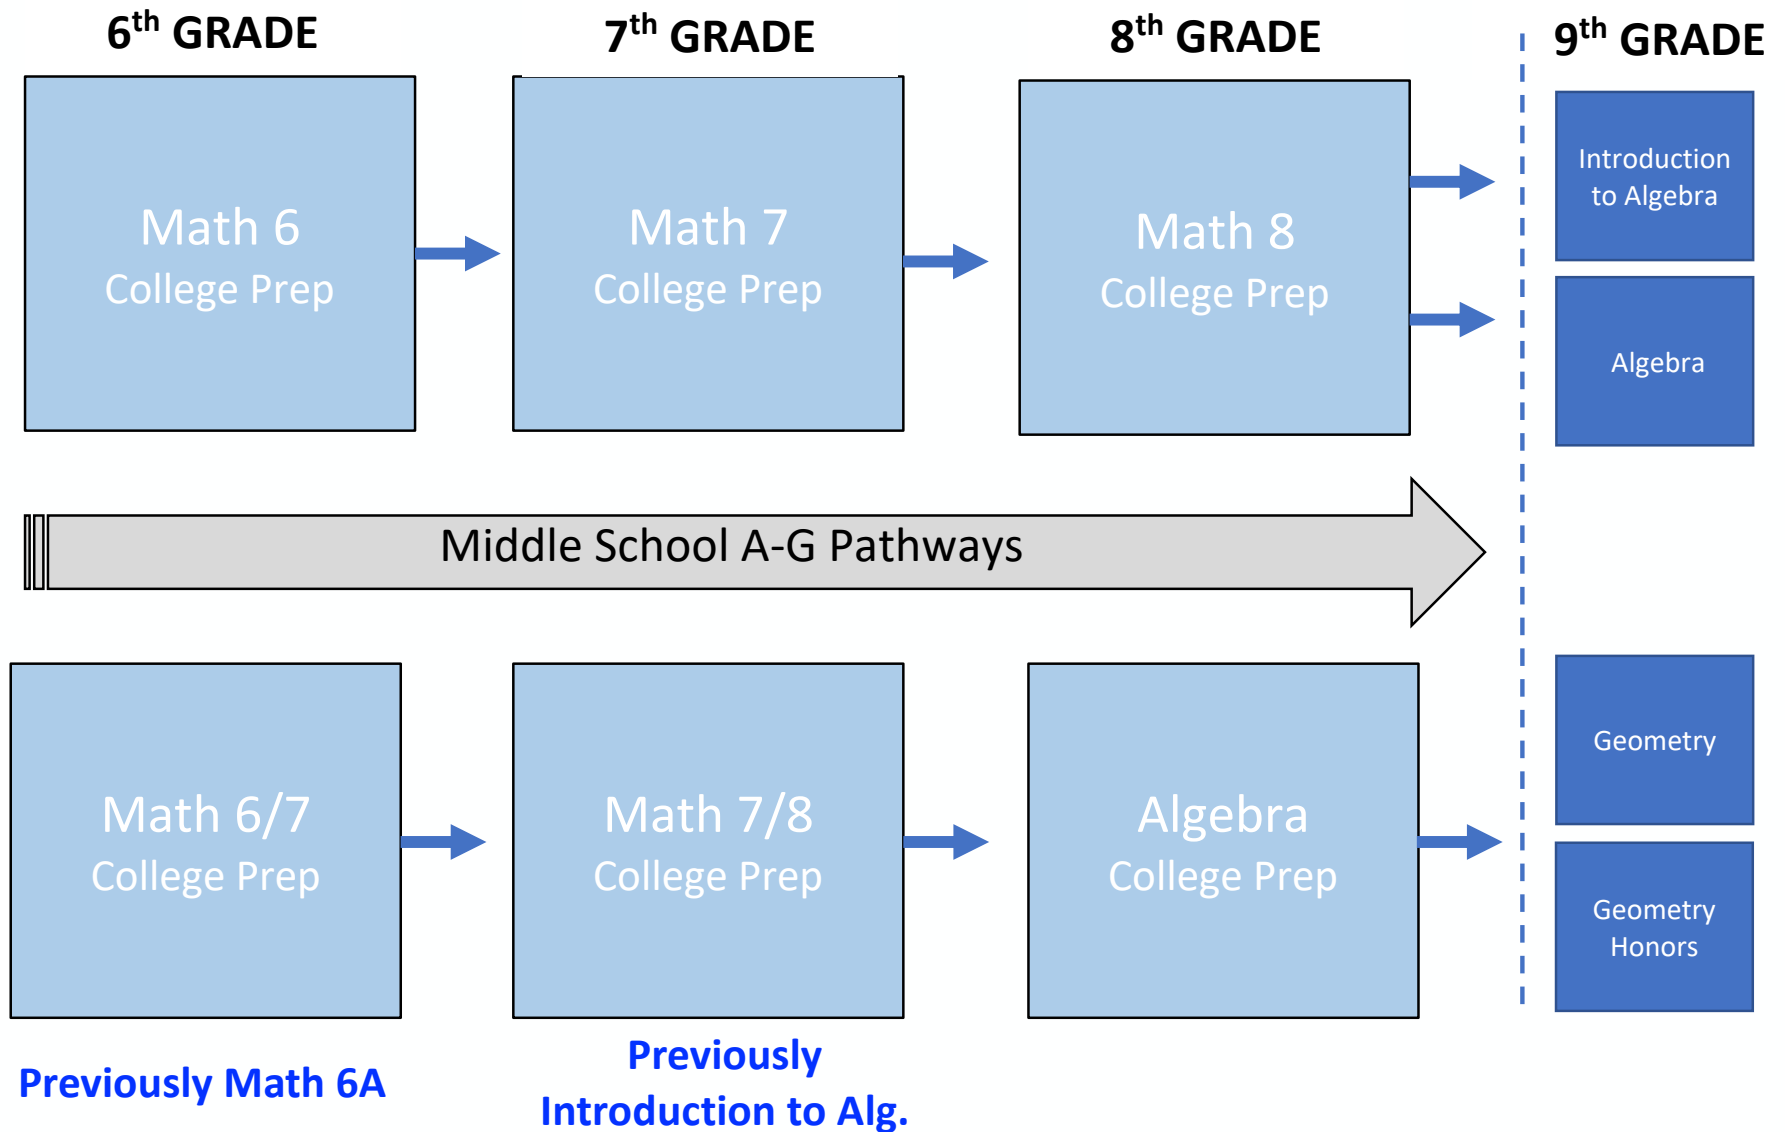 6th GRADE
7th GRADE
8th GRADE
9th GRADE
Math 6
College Prep
Math 7
College Prep
Math 8
College Prep
Introduction
to Algebra
Algebra
Middle School A-G Pathways
Math 6/7
College Prep
Math 7/8
College Prep
Algebra
College Prep
Geometry
Geometry
Honors
Previously Math 6A
Previously
Introduction to Alg.